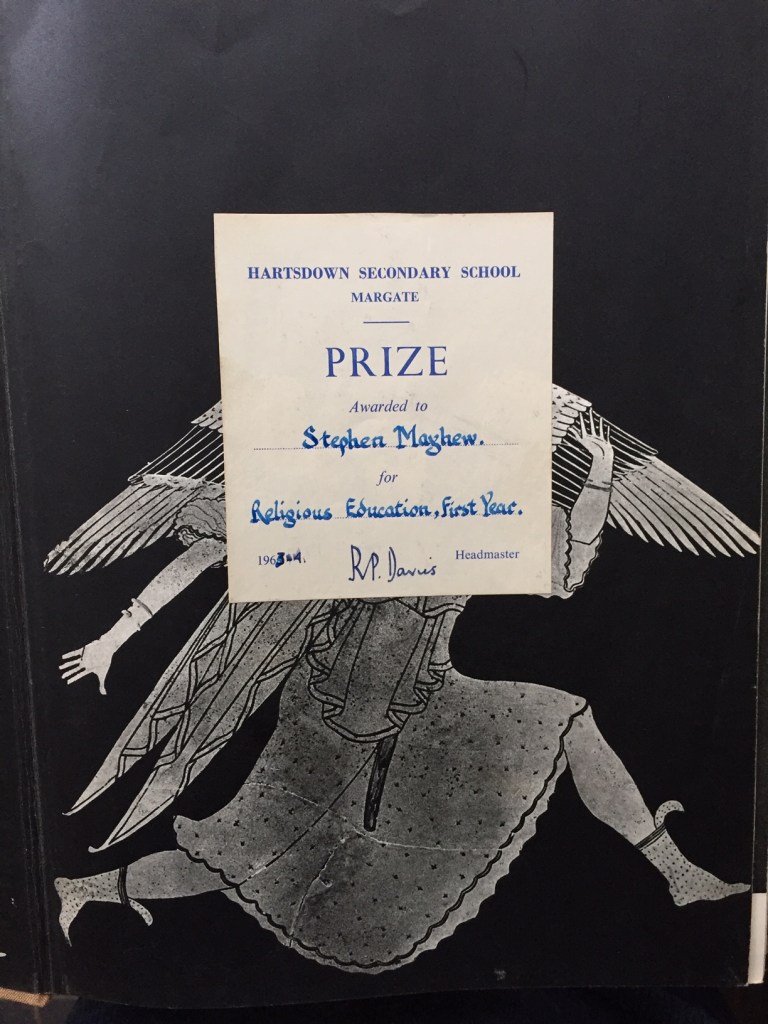 HARTSDOWN SECONDARY SCHOOL
MARGATE
PRIZE
Awarded to
Stephen Mayhew.
for
Religious Education, First Year.
1963-4. R.P. Davis Headmaster